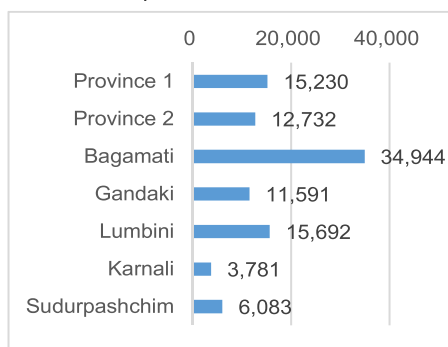 0 20,000 40,000
Province 1 15,230
Province 2 12,732
Bagamati 34,944
Gandaki 11,591
Lumbini 15,692
Karnali 3,781
Sudurpashchim 6,083